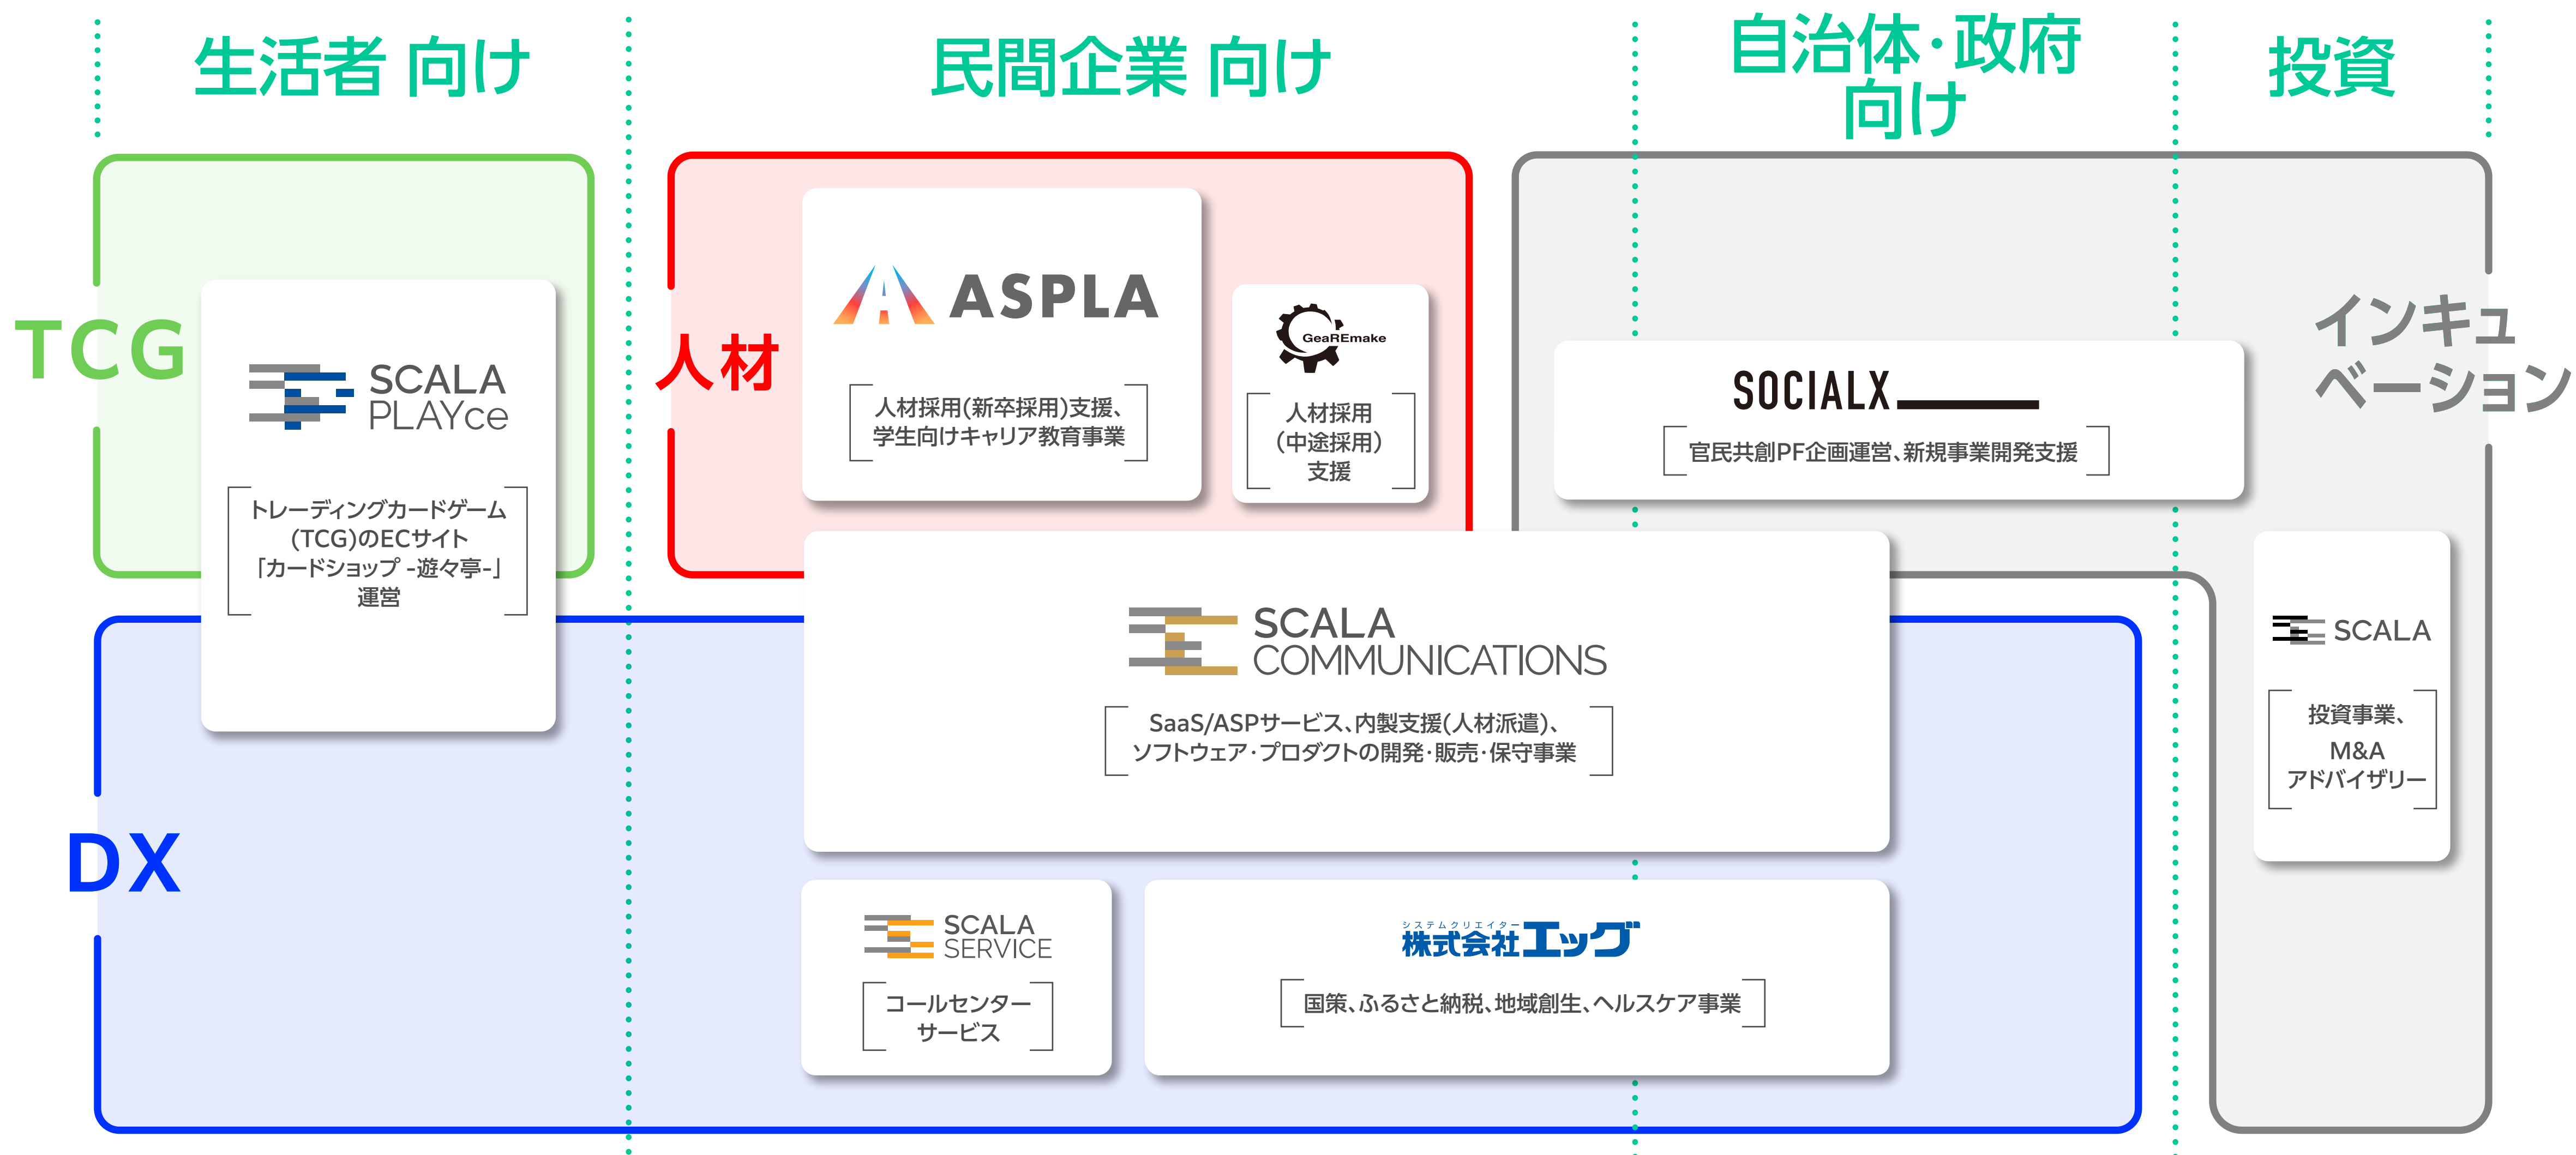 生活者 向け
民間企業 向け
自治体・政府
向け
投資
TCG
SCALA
PLAYce
トレーディングカードゲーム
(TCG)のECサイト
「カードショップ -遊々亭-」
運営
人材
ASPLA
人材採用(新卒採用)支援、
学生向けキャリア教育事業
GeaREmake
人材採用
(中途採用)
支援
インキュ
ベーション
SOCIALX
官民共創PF企画運営、新規事業開発支援
DX
SCALA
COMMUNICATIONS
SaaS/ASPサービス、内製支援(人材派遣)、
ソフトウェア・プロダクトの開発・販売・保守事業
SCALA
投資事業、
M&A
アドバイザリー
SCALA
SERVICE
コールセンター
サービス
システムクリエイター
株式会社エッグ
国策、ふるさと納税、地域創生、ヘルスケア事業